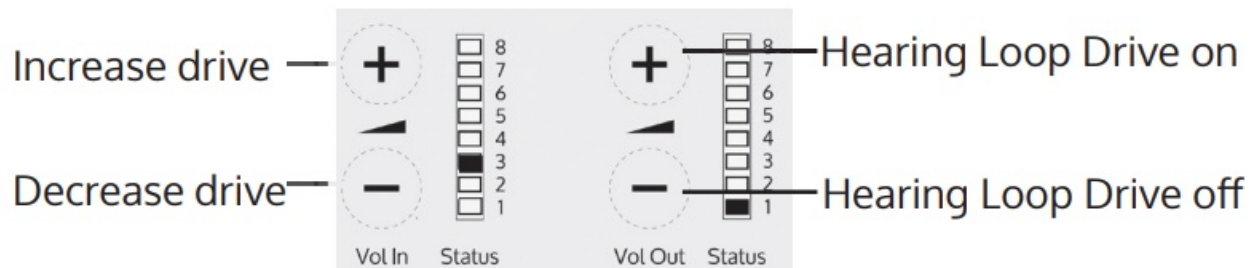 Increase drive
Decrease drive
+
−
Vol In
8
7
6
5
4
3
2
1
Status
+
−
Vol Out
8
7
6
5
4
3
2
1
Status
Hearing Loop Drive on
Hearing Loop Drive off